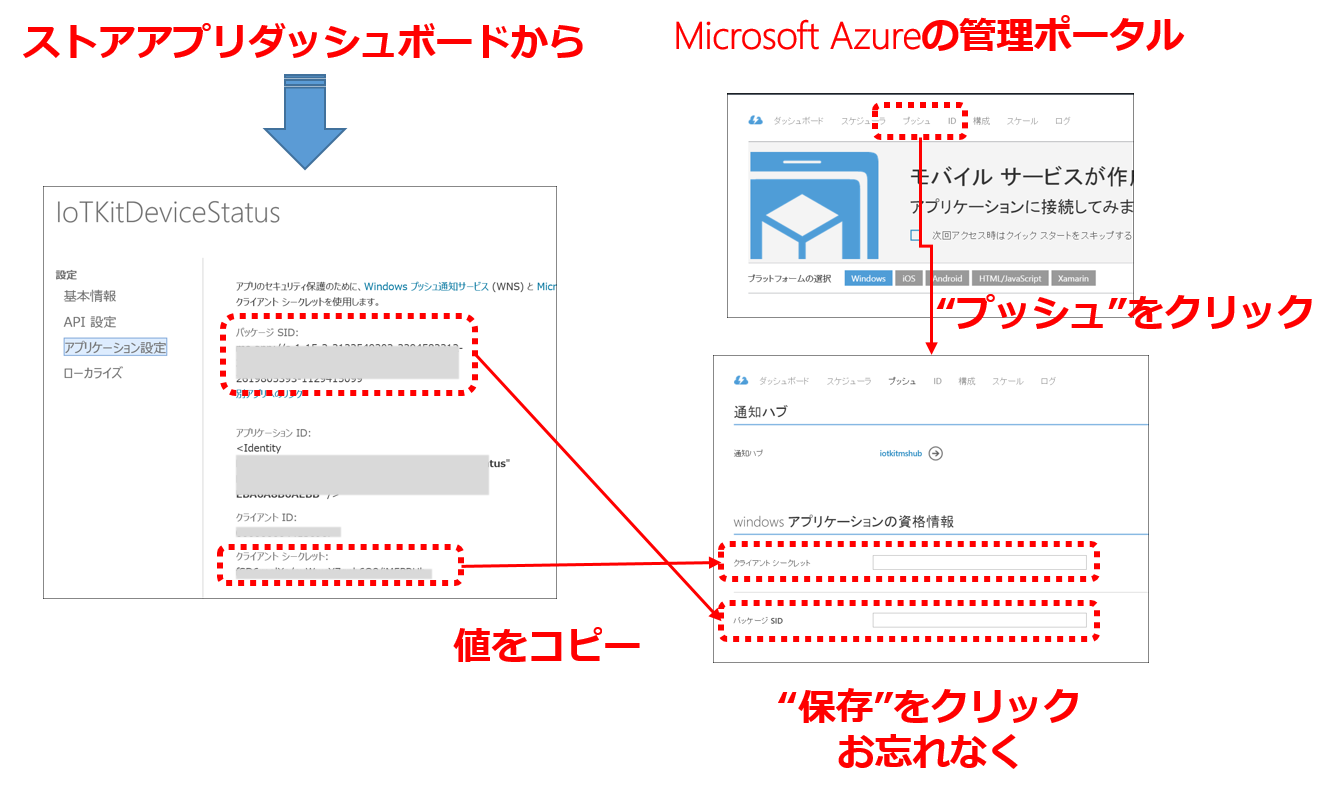 ストアアプリダッシュボードから
IoTKitDeviceStatus
設定
基本情報
API 設定
アプリケーション設定
ローカライズ
アプリのセキュリティ保護のために、Windows プッシュ通知サービス (WNS) と Micr
クライアント シークレットを使用します。
パッケージ SID:
別アプリへのリンク
アプリケーション ID:
<Identity
tus"
クライアント ID:
クライアント シークレット:
値をコピー
Microsoft Azureの管理ポータル
ダッシュボード スケジューラ プッシュ ID 構成 スケール ログ
モバイル サービスが作
アプリケーションに接続してみま
次回アクセス時はクイック スタートをスキップする
プラットフォームの選択 Windows iOS Android HTML/JavaScript Xamarin
“プッシュ”をクリック
ダッシュボード スケジューラ プッシュ ID 構成 スケール ログ
通知ハブ
通知ハブ iotkitmshub
windows アプリケーションの資格情報
クライアント シークレット
パッケージ SID
“保存”をクリック
お忘れなく